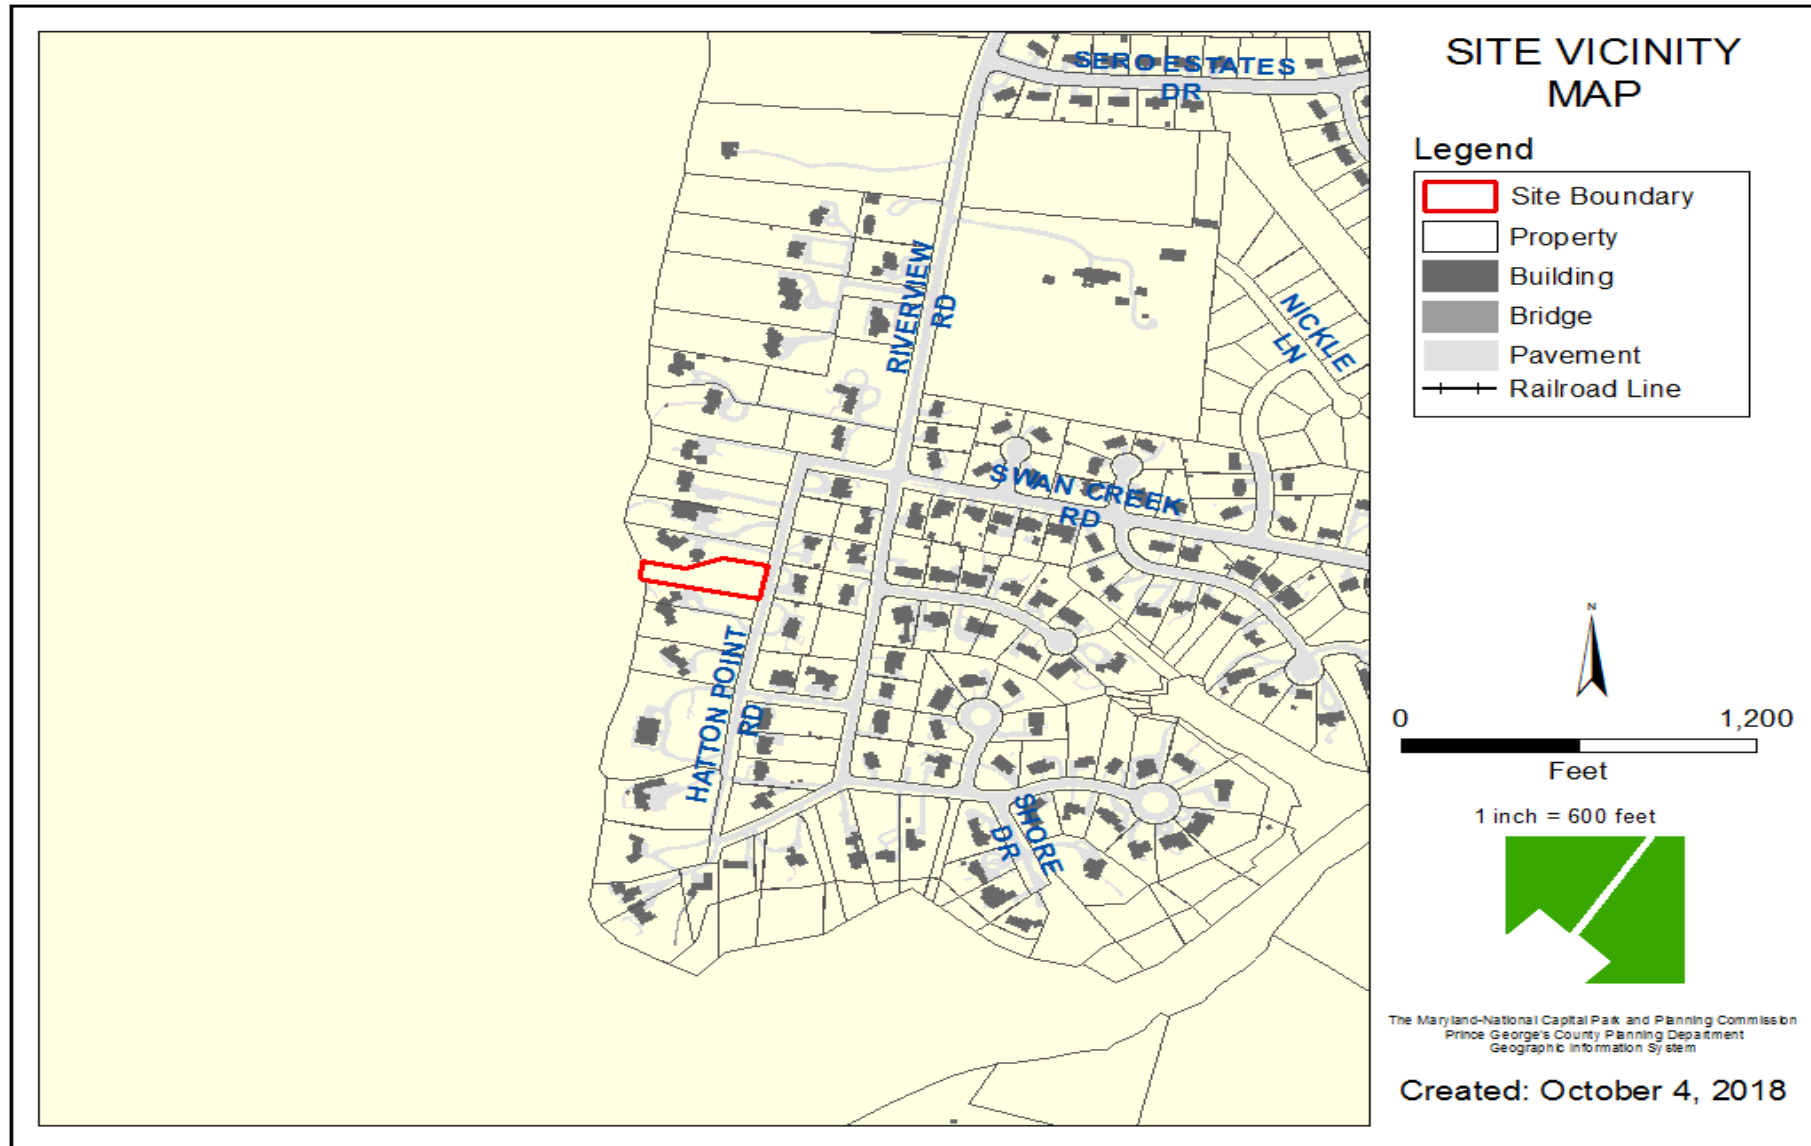 SERO ESTATES
DR
RIVERVIEW
RD
NICKLE
LN
SWAN CREEK
RD
HATTON POINT
RD
SHORE
DR
SITE VICINITY
MAP
Legend
Site Boundary
Property
Building
Bridge
Pavement
Railroad Line
N
0 1,200
Feet
1 inch = 600 feet
The Maryland-National Capital Park and Planning Commission
Prince George's County Planning Department
Geographic Information System
Created: October 4, 2018